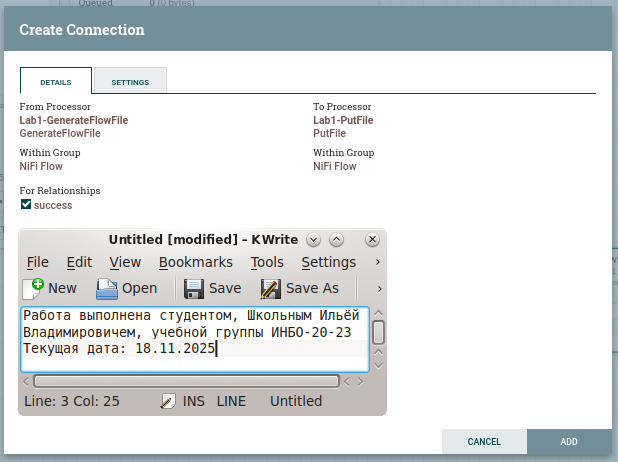 Queued 0 (0 bytes)
Create Connection
DETAILS SETTINGS
From Processor To Processor
Lab1-GenerateFlowFile Lab1-PutFile
GenerateFlowFile PutFile
Within Group Within Group
NiFi Flow NiFi Flow
For Relationships
success
Untitled [modified] – KWrite
File Edit View Bookmarks Tools Settings
New Open Save Save As
Работа выполнена студентом, Школьным Ильёй
Владимировичем, учебной группы ИНБО-20-23
Текущая дата: 18.11.2025
Line: 3 Col: 25 INS LINE Untitled
CANCEL ADD